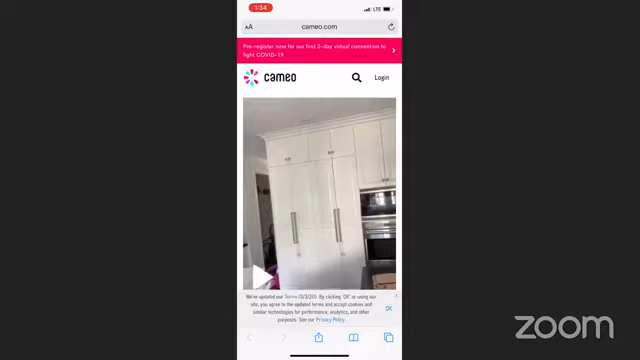 1:34
LTE
AA
cameo.com
Pre-register now for our first 3-day virtual convention to
fight COVID-19
cameo
Login
We've updated our Terms (3/3/20). By clicking 'OK' or using our
site, you agree to the updated terms and accept cookies and
similar technologies for performance, analytics, and other
purposes. See our Privacy Policy.
OK
zoom